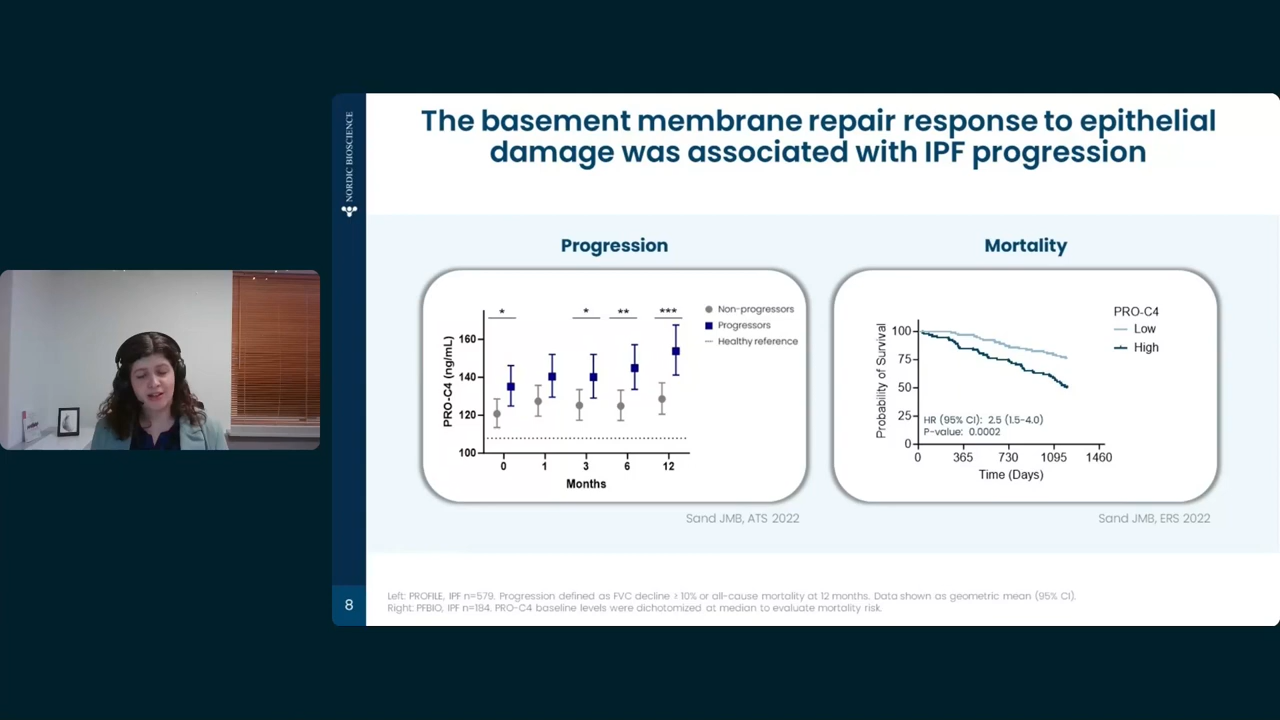 NORDIC BIOSCIENCE
The basement membrane repair response to epithelial
damage was associated with IPF progression
Progression
PRO-C4 (ng/mL)
160
140
120
100
* * ** ***
0 1 3 6 12
Months
Non-progressors
Progressors
Healthy reference
Sand JMB, ATS 2022
Mortality
Probability of Survival
100
75
50
25
0
HR (95% CI): 2.5 (1.5-4.0)
P-value: 0.0002
0 365 730 1095 1460
Time (Days)
PRO-C4
Low
High
Sand JMB, ERS 2022
Left: PROFILE, IPF n=579. Progression defined as FVC decline ≥ 10% or all-cause mortality at 12 months. Data shown as geometric mean (95% CI).
Right: PFBIO, IPF n=184. PRO-C4 baseline levels were dichotomized at median to evaluate mortality risk.
8